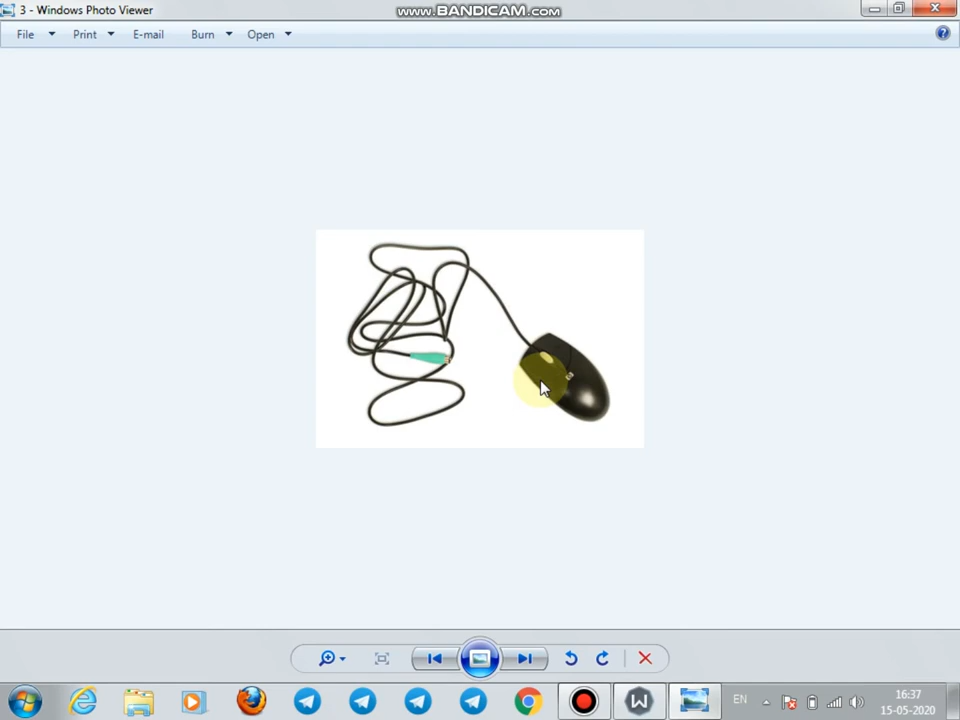 3 - Windows Photo Viewer
www.BANDICAM.com
File Print E-mail Burn Open
EN
16:37
15-05-2020